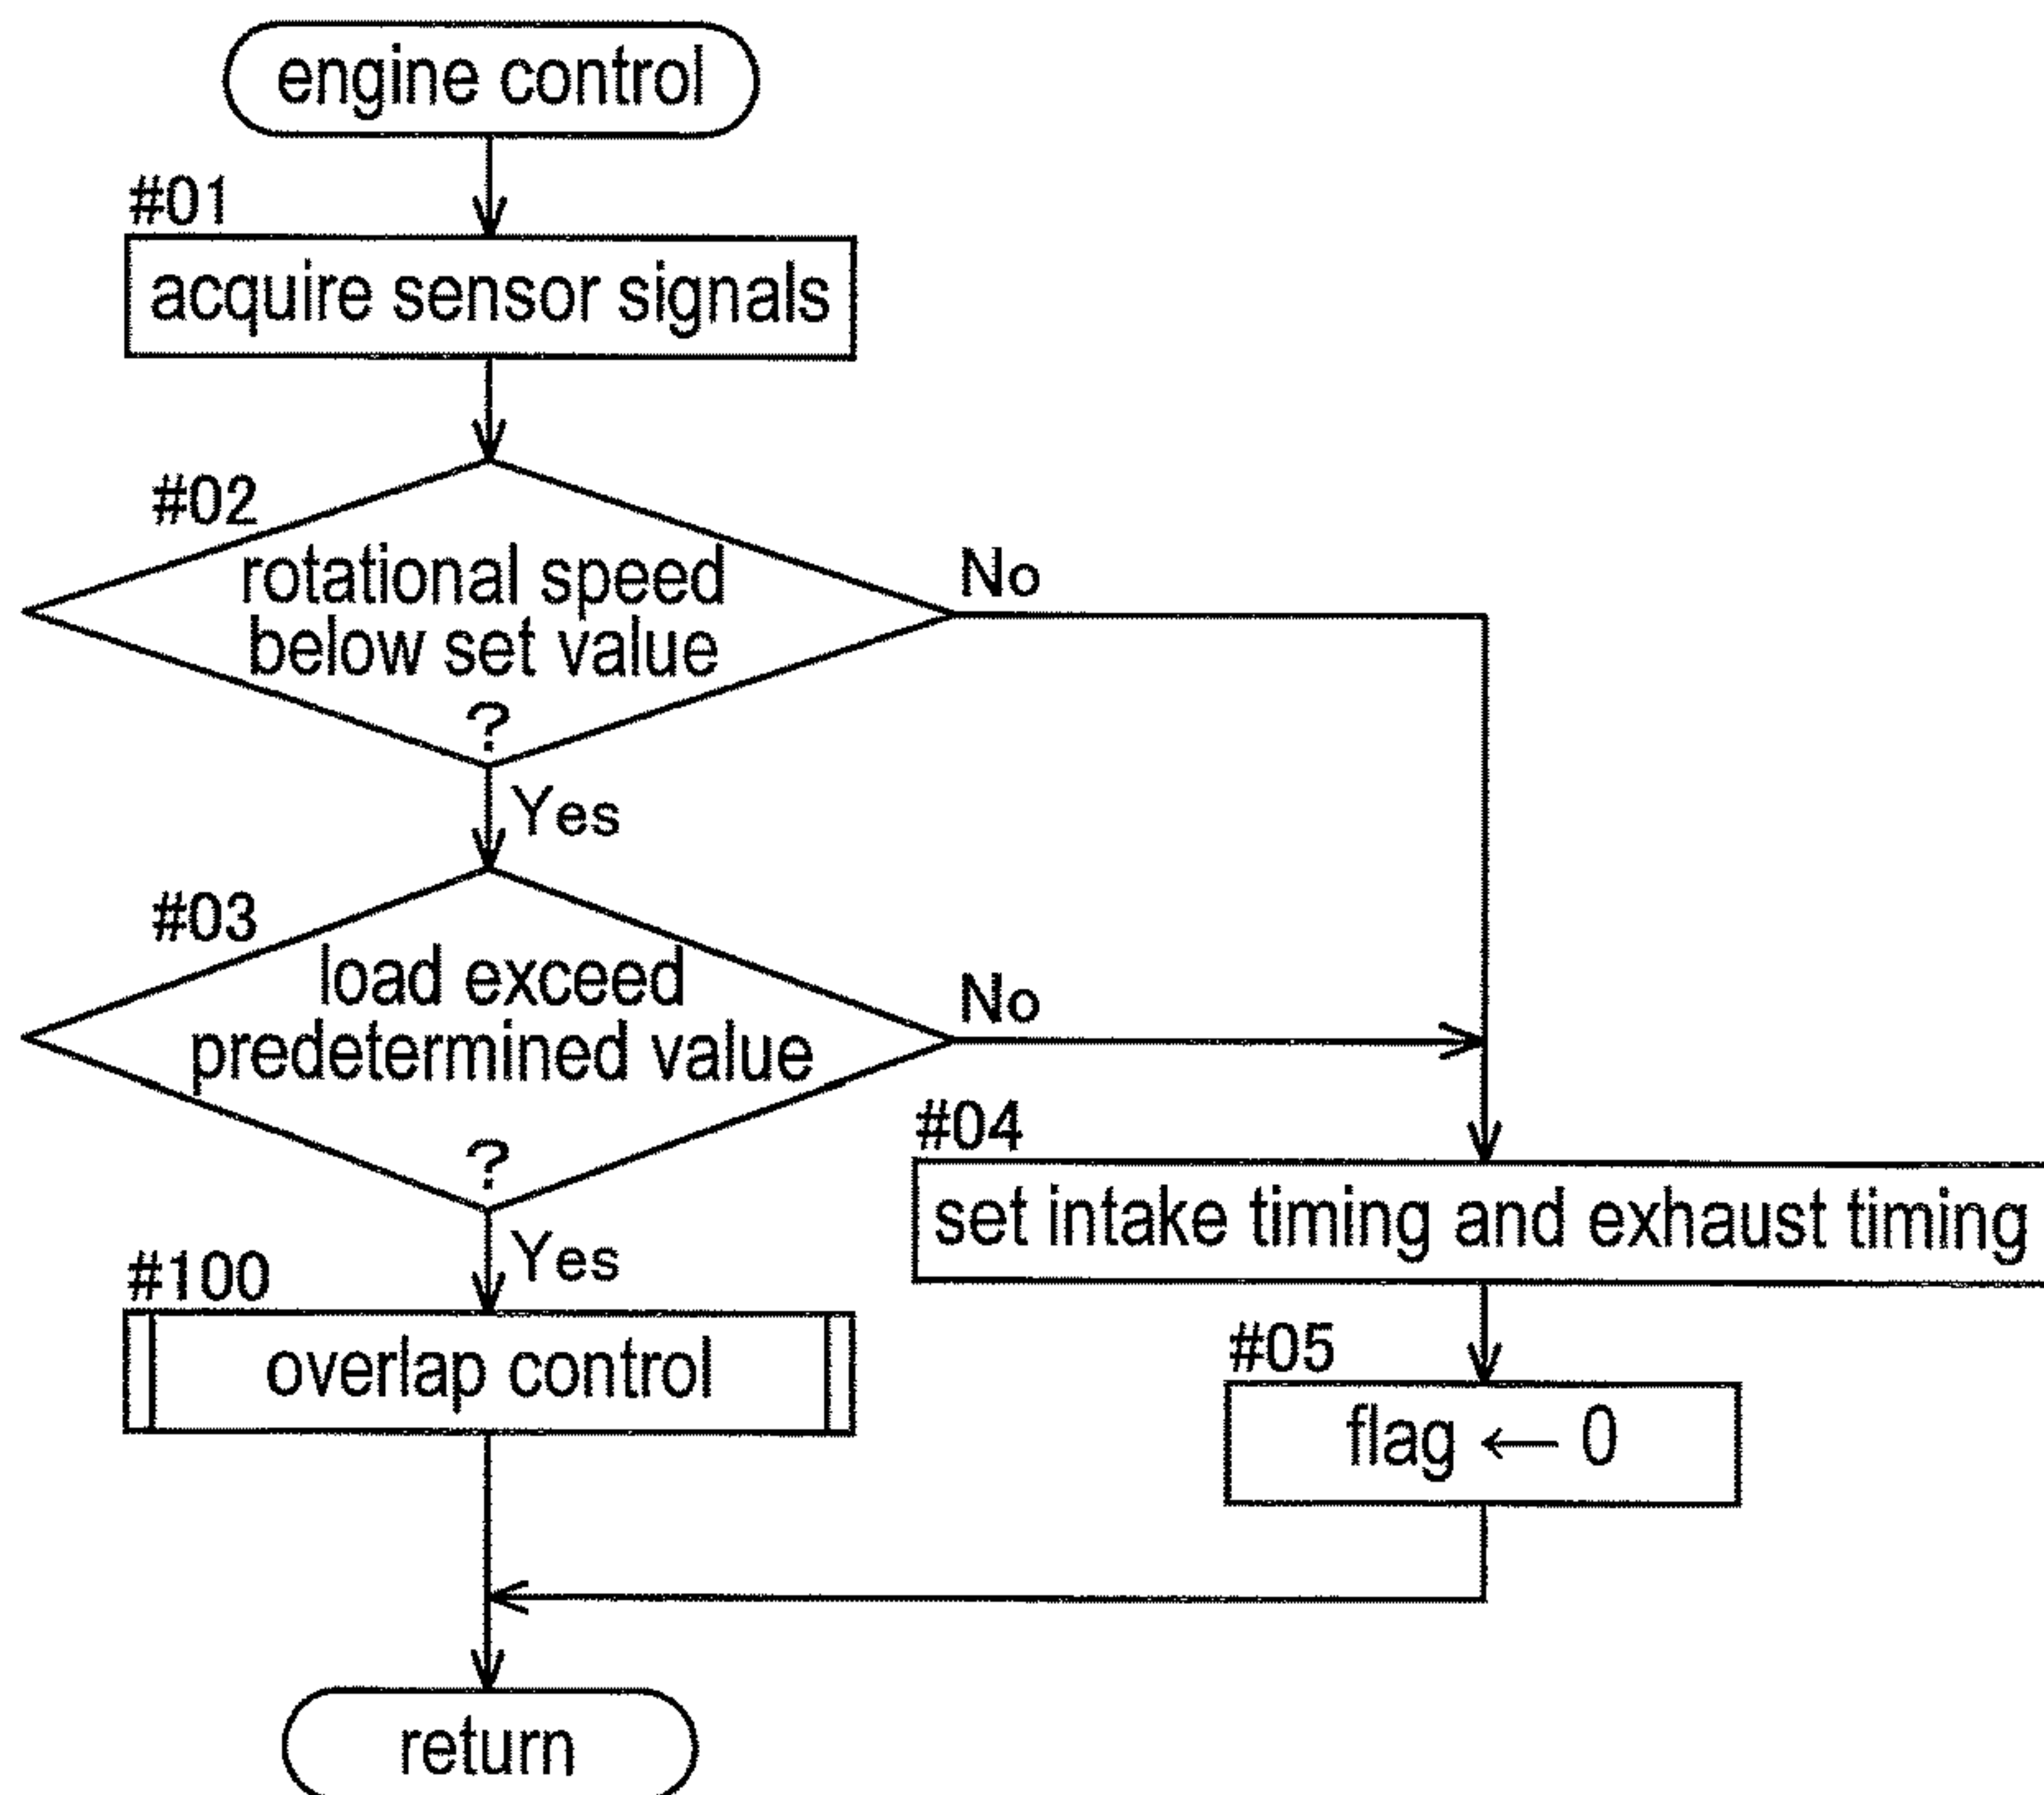 engine control
#01
acquire sensor signals
#02
rotational speed
below set value
?
No
Yes
#03
load exceed
predetermined value
?
No
Yes
#04
set intake timing and exhaust timing
#100
overlap control
#05
flag ← 0
return